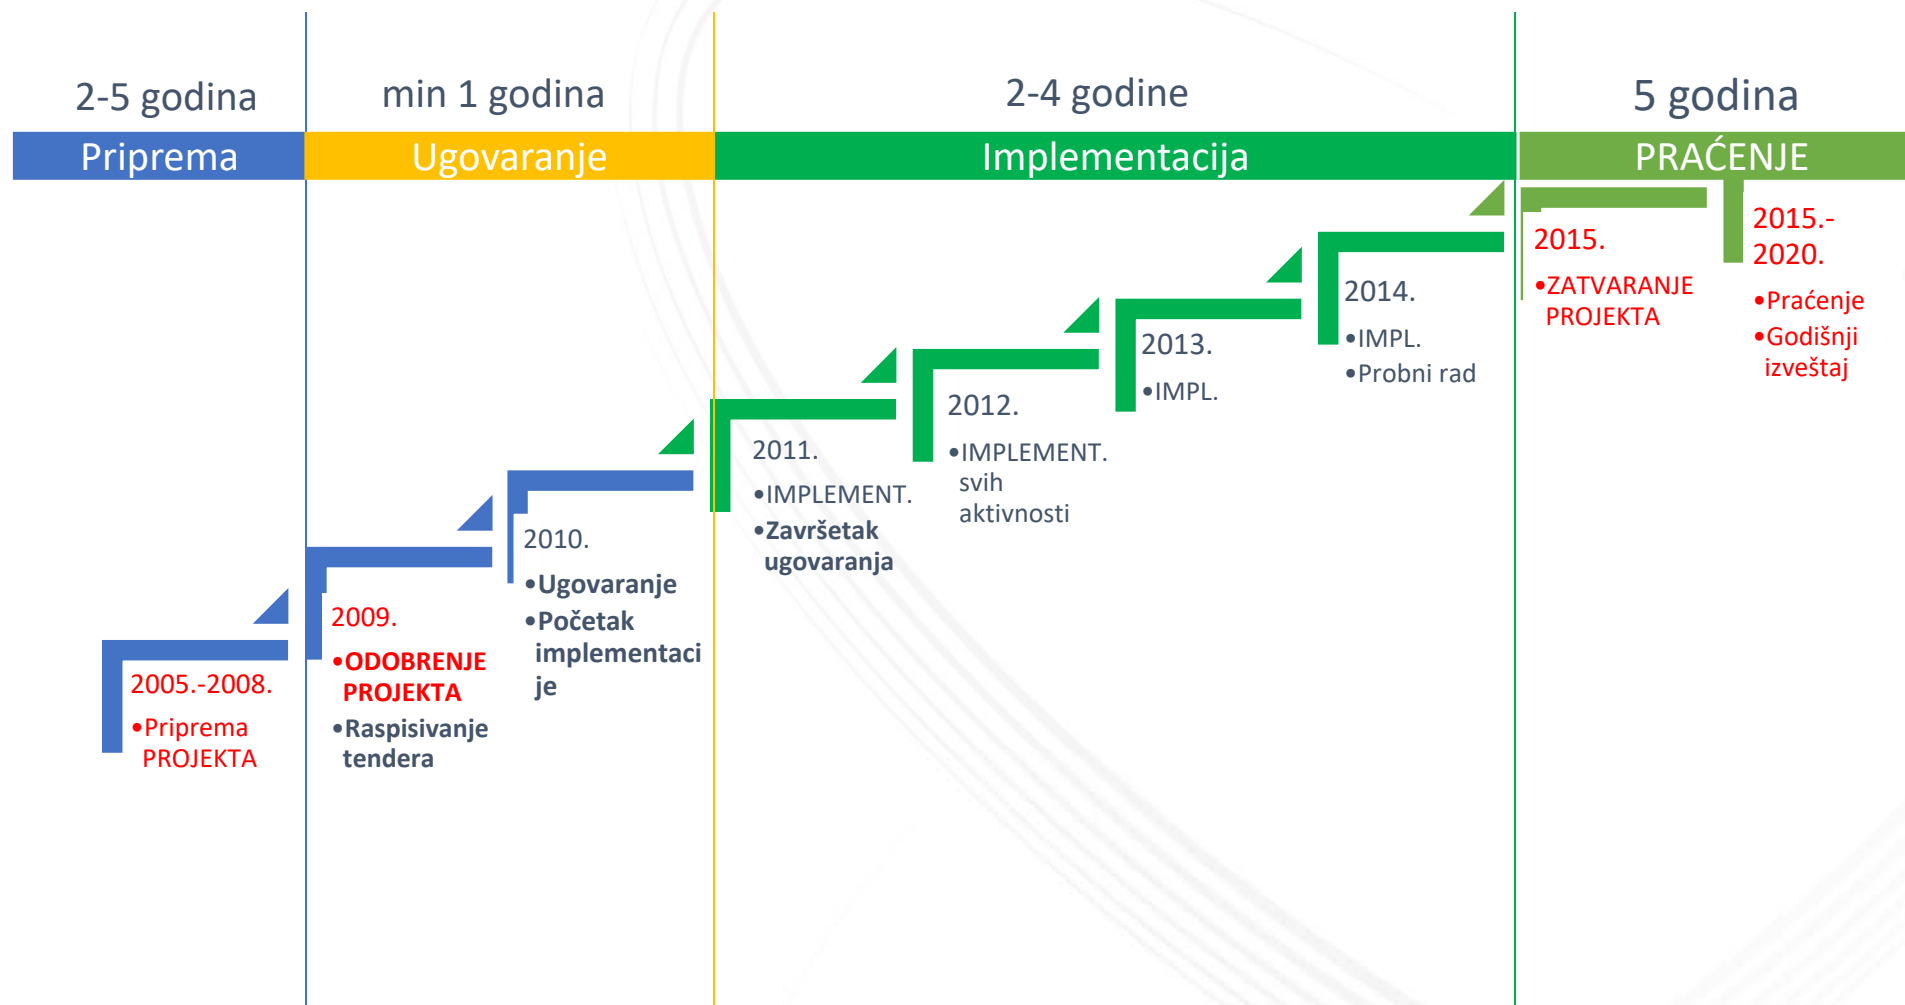 2-5 godina
min 1 godina
2-4 godine
5 godina
Priprema
Ugovaranje
Implementacija
PRAĆENJE
2005.-2008.
•Priprema
PROJEKTA
2009.
•ODOBRENJE
PROJEKTA
•Raspisivanje
tendera
2010.
•Ugovaranje
•Početak
implementaci
je
2011.
•IMPLEMENT.
•Završetak
ugovaranja
2012.
•IMPLEMENT.
svih
aktivnosti
2013.
•IMPL.
2014.
•IMPL.
•Probni rad
2015.
•ZATVARANJE
PROJEKTA
2015.-
2020.
•Praćenje
•Godišnji
izveštaj